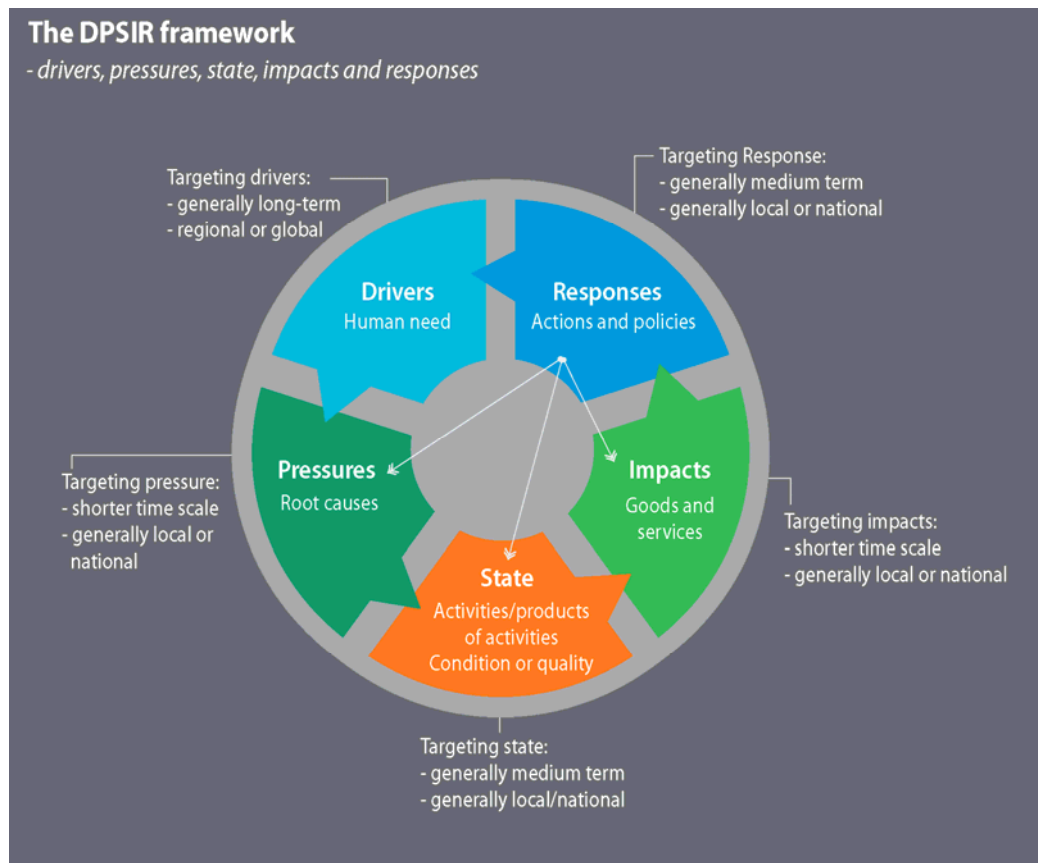 The DPSIR framework
- drivers, pressures, state, impacts and responses
Targeting drivers:
- generally long-term
- regional or global
Targeting Response:
- generally medium term
- generally local or national
Drivers
Human need
Responses
Actions and policies
Pressures
Root causes
Impacts
Goods and
services
Targeting pressure:
- shorter time scale
- generally local or
national
Targeting impacts:
- shorter time scale
- generally local or national
State
Activities/products
of activities
Condition or quality
Targeting state:
- generally medium term
- generally local/national